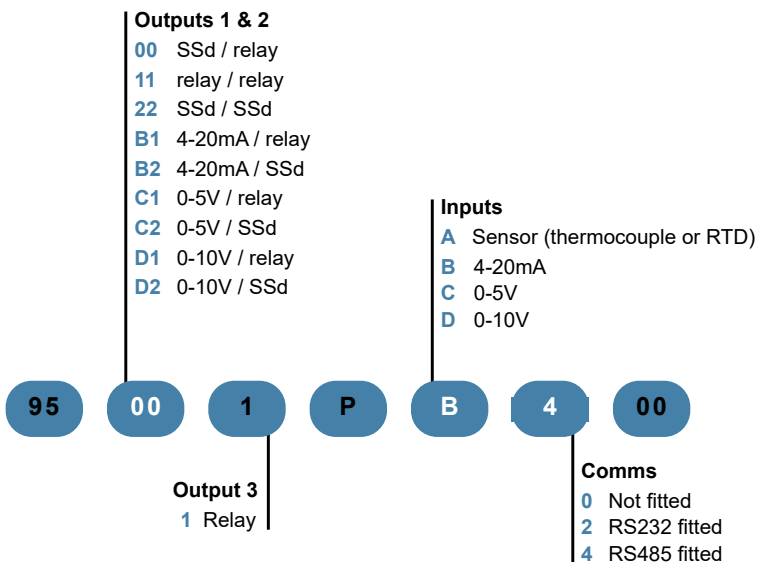 Outputs 1 & 2
00 SSd / relay
11 relay / relay
22 SSd / SSd
B1 4-20mA / relay
B2 4-20mA / SSd
C1 0-5V / relay
C2 0-5V / SSd
D1 0-10V / relay
D2 0-10V / SSd
Inputs
A Sensor (thermocouple or RTD)
B 4-20mA
C 0-5V
D 0-10V
95 00 1 P B 4 00
Output 3
1 Relay
Comms
0 Not fitted
2 RS232 fitted
4 RS485 fitted